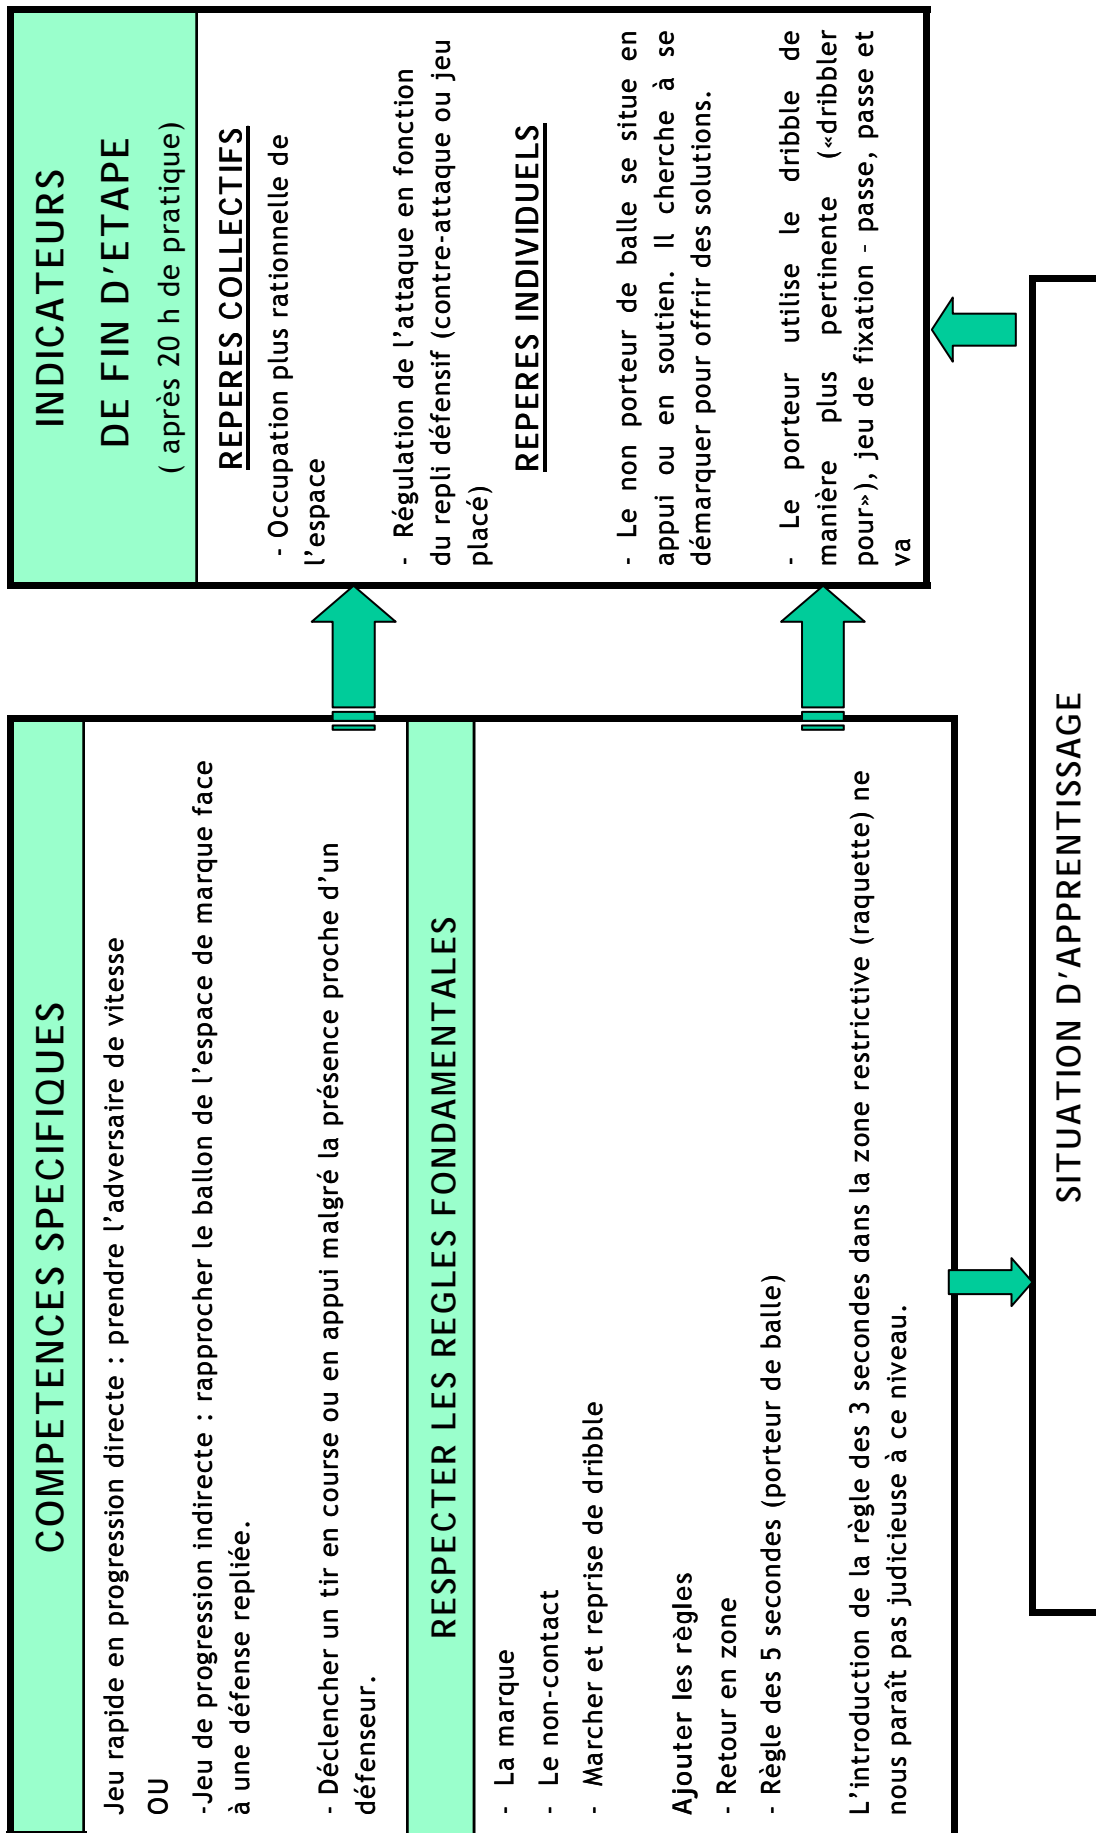 COMPETENCES SPECIFIQUES
Jeu rapide en progression directe : prendre l'adversaire de vitesse
OU
-Jeu de progression indirecte : rapprocher le ballon de l'espace de marque face
à une défense repliée.
- Déclencher un tir en course ou en appui malgré la présence proche d'un
défenseur.
RESPECTER LES REGLES FONDAMENTALES
- La marque
- Le non-contact
- Marcher et reprise de dribble
Ajouter les règles
- Retour en zone
- Règle des 5 secondes (porteur de balle)
L'introduction de la règle des 3 secondes dans la zone restrictive (raquette) ne
nous paraît pas judicieuse à ce niveau.
INDICATEURS
DE FIN D'ETAPE
( après 20 h de pratique)
REPERES COLLECTIFS
- Occupation plus rationnelle de
l'espace
- Régulation de l'attaque en fonction
du repli défensif (contre-attaque ou jeu
placé)
REPERES INDIVIDUELS
- Le non porteur de balle se situe en
appui ou en soutien. Il cherche à se
démarquer pour offrir des solutions.
- Le porteur utilise le dribble de
manière plus pertinente («dribbler
pour»), jeu de fixation - passe, passe et
va
SITUATION D'APPRENTISSAGE